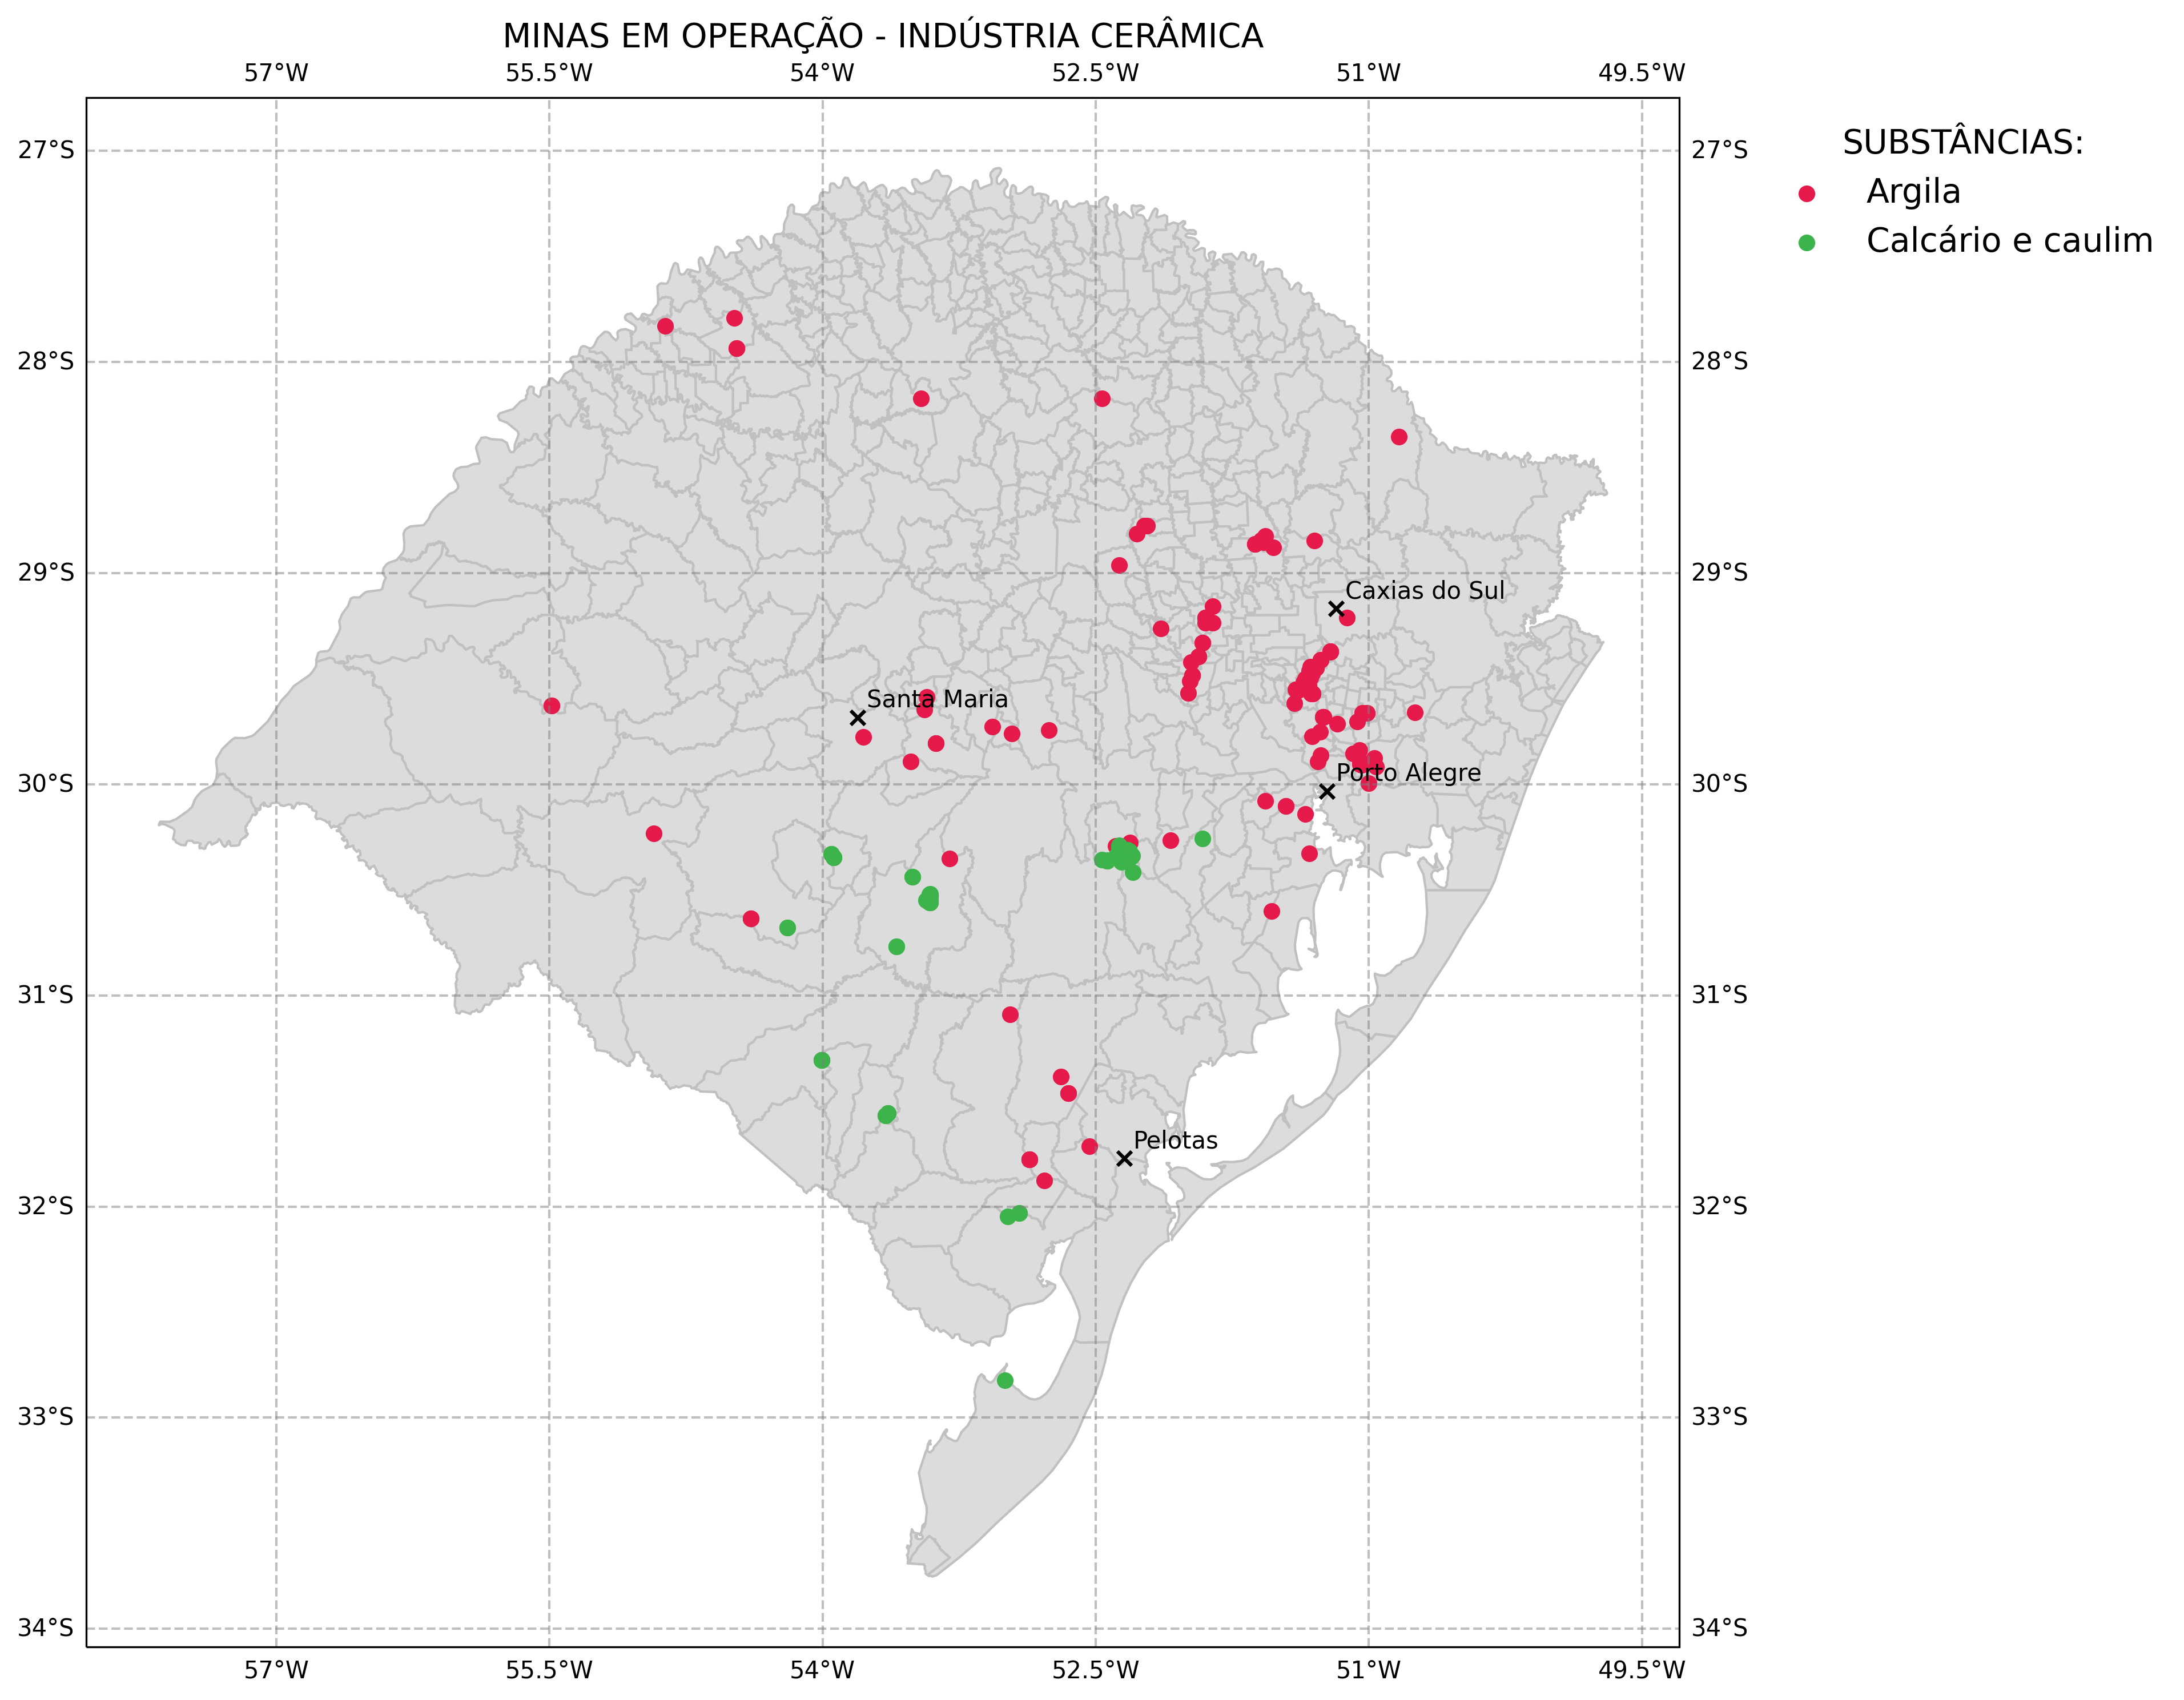 MINAS EM OPERAÇÃO - INDÚSTRIA CERÂMICA
57°W 55.5°W 54°W 52.5°W 51°W 49.5°W
SUBSTÂNCIAS:
Argila
Calcário e caulim
27°S 27°S
28°S 28°S
29°S 29°S
Caxias do Sul
Santa Maria
30°S 30°S
Porto Alegre
31°S 31°S
Pelotas
32°S 32°S
33°S 33°S
34°S 34°S
57°W 55.5°W 54°W 52.5°W 51°W 49.5°W